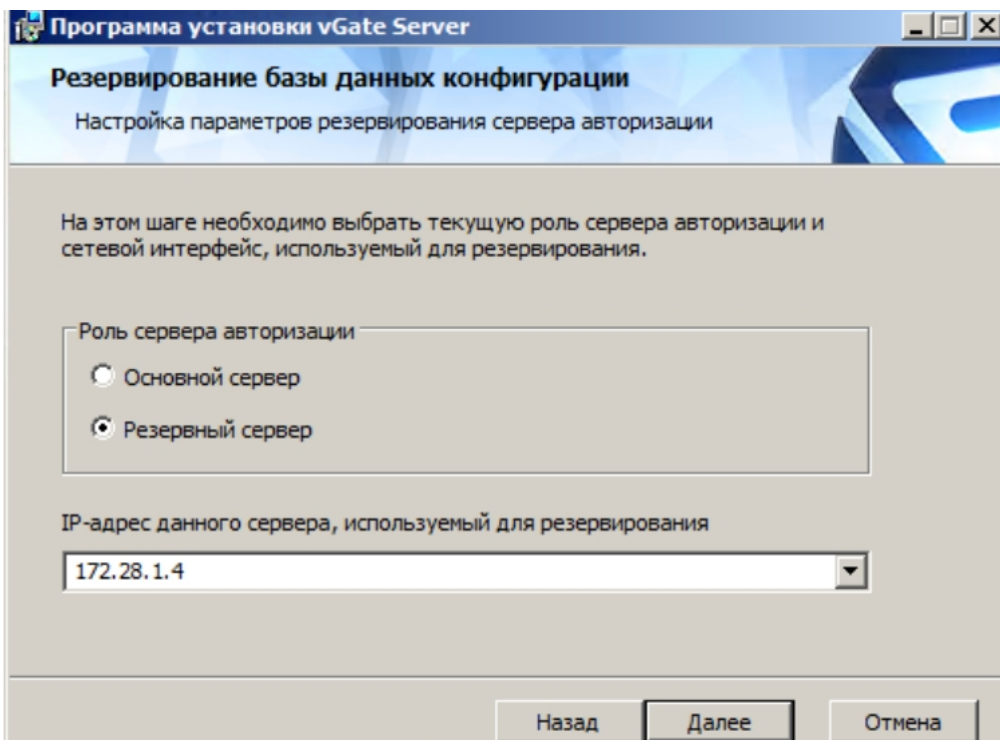 Программа установки vGate Server
Резервирование базы данных конфигурации
Настройка параметров резервирования сервера авторизации
На этом шаге необходимо выбрать текущую роль сервера авторизации и
сетевой интерфейс, используемый для резервирования.
Роль сервера авторизации
Основной сервер
Резервный сервер
IP-адрес данного сервера, используемый для резервирования
172.28.1.4
Назад Далее Отмена